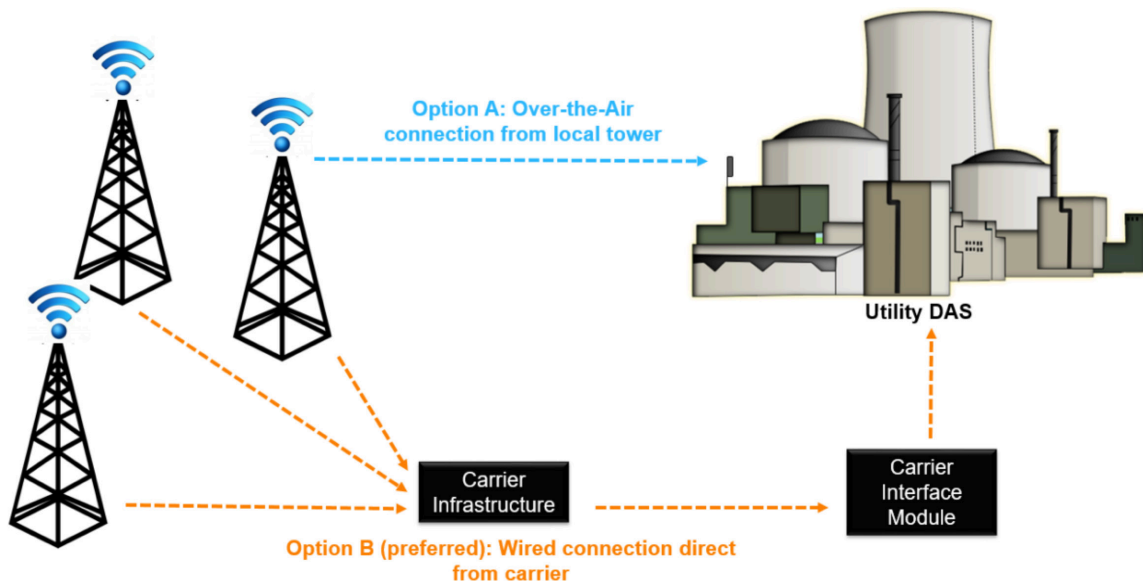 Option A: Over-the-Air
connection from local tower
Utility DAS
Carrier
Infrastructure
Carrier
Interface
Module
Option B (preferred): Wired connection direct
from carrier